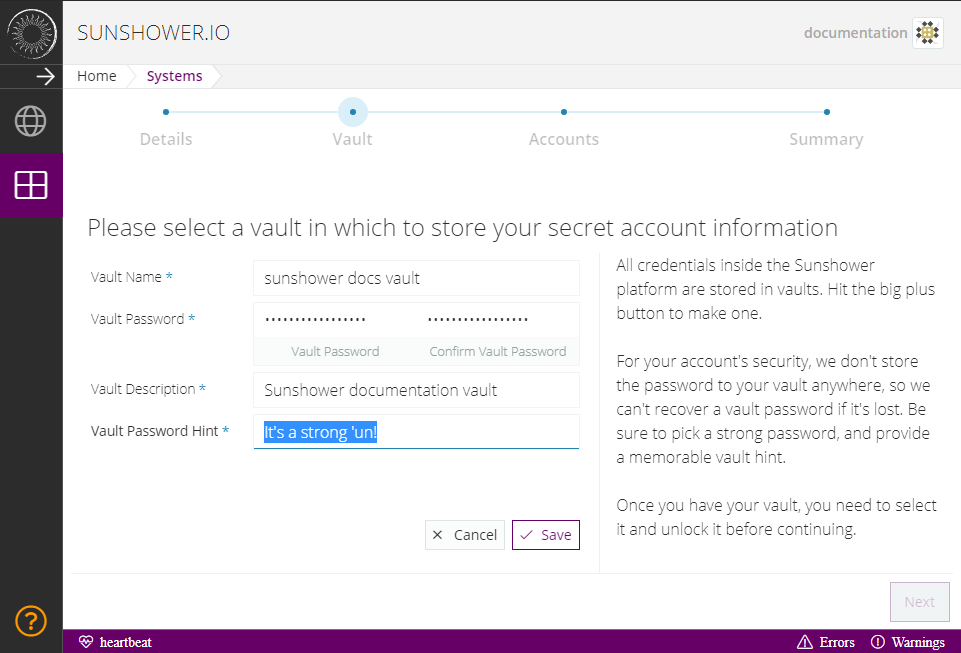 SUNSHOWER.IO
documentation
Home
Systems
Details
Vault
Accounts
Summary
Please select a vault in which to store your secret account information
Vault Name *
sunshower docs vault
Vault Password *
•••••••••••••••••
•••••••••••••••••
Vault Password
Confirm Vault Password
Vault Description *
Sunshower documentation vault
Vault Password Hint *
It's a strong 'un!
Cancel
Save
All credentials inside the Sunshower
platform are stored in vaults. Hit the big plus
button to make one.
For your account's security, we don't store
the password to your vault anywhere, so we
can't recover a vault password if it's lost. Be
sure to pick a strong password, and provide
a memorable vault hint.
Once you have your vault, you need to select
it and unlock it before continuing.
Next
?
heartbeat
Errors
Warnings